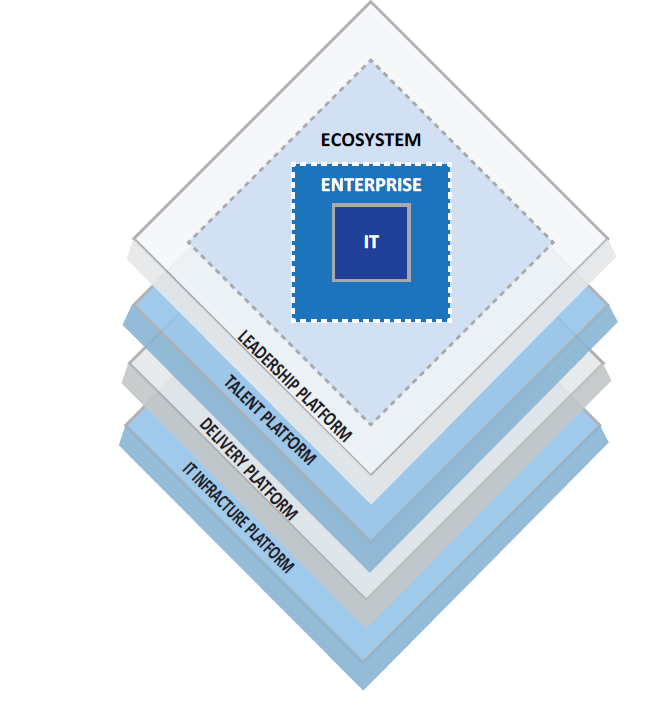 ECOSYSTEM
ENTERPRISE
IT
LEADERSHIP PLATFORM
TALENT PLATFORM
DELIVERY PLATFORM
IT INFRACTURE PLATFORM